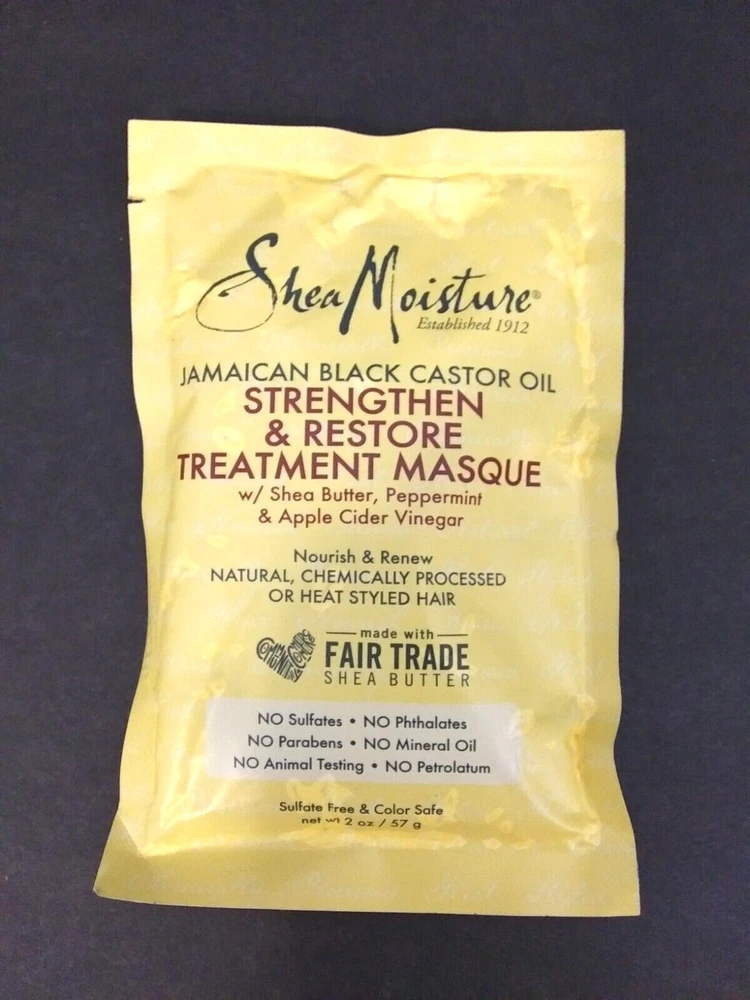 SheaMoisture®
Established 1912
JAMAICAN BLACK CASTOR OIL
STRENGTHEN
& RESTORE
TREATMENT MASQUE
w/ Shea Butter, Peppermint
& Apple Cider Vinegar
Nourish & Renew
NATURAL, CHEMICALLY PROCESSED
OR HEAT STYLED HAIR
made with
FAIR TRADE
SHEA BUTTER
NO Sulfates • NO Phthalates
NO Parabens • NO Mineral Oil
NO Animal Testing • NO Petrolatum
Sulfate Free & Color Safe
net wt 2 oz / 57 g